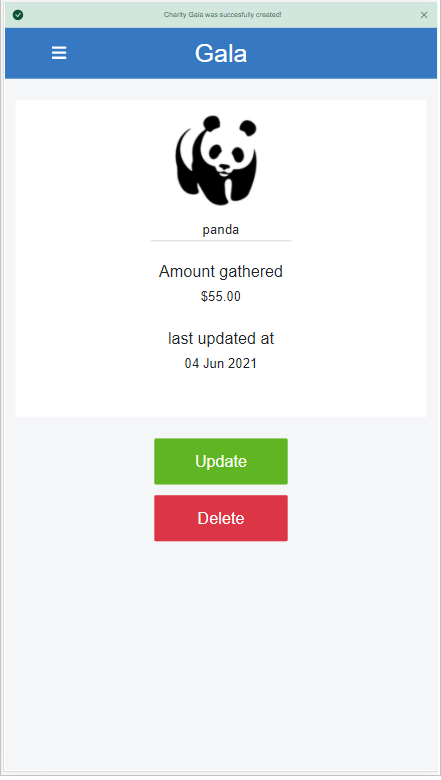 Charity Gala was succesfully created!
Gala
panda
Amount gathered
$55.00
last updated at
04 Jun 2021
Update
Delete